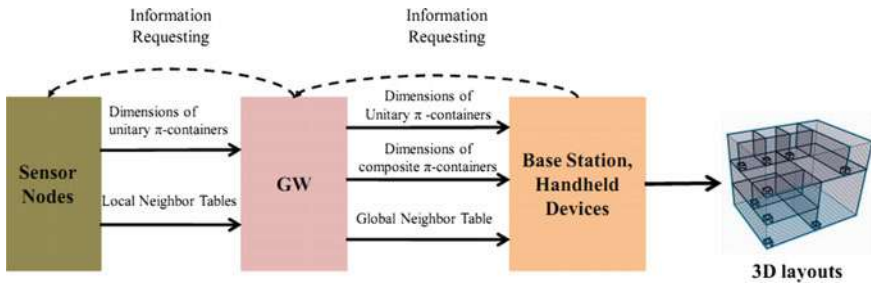 Information
Requesting
Information
Requesting
Sensor
Nodes
Dimensions of
unitary π-containers
Local Neighbor Tables
GW
Dimensions of
Unitary π -containers
Dimensions of
composite π-containers
Global Neighbor Table
Base Station,
Handheld
Devices
3D layouts